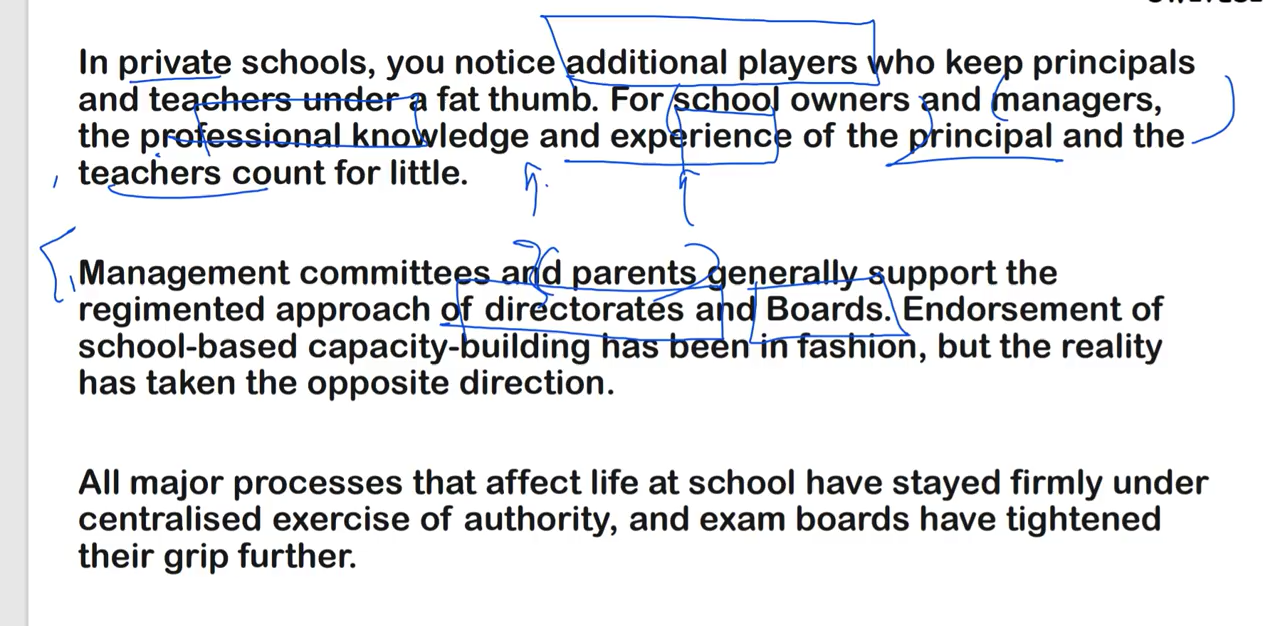 In private schools, you notice additional players who keep principals
and teachers under a fat thumb. For school owners and managers,
the professional knowledge and experience of the principal and the
teachers count for little.
Management committees and parents generally support the
regimented approach of directorates and Boards. Endorsement of
school-based capacity-building has been in fashion, but the reality
has taken the opposite direction.
All major processes that affect life at school have stayed firmly under
centralised exercise of authority, and exam boards have tightened
their grip further.